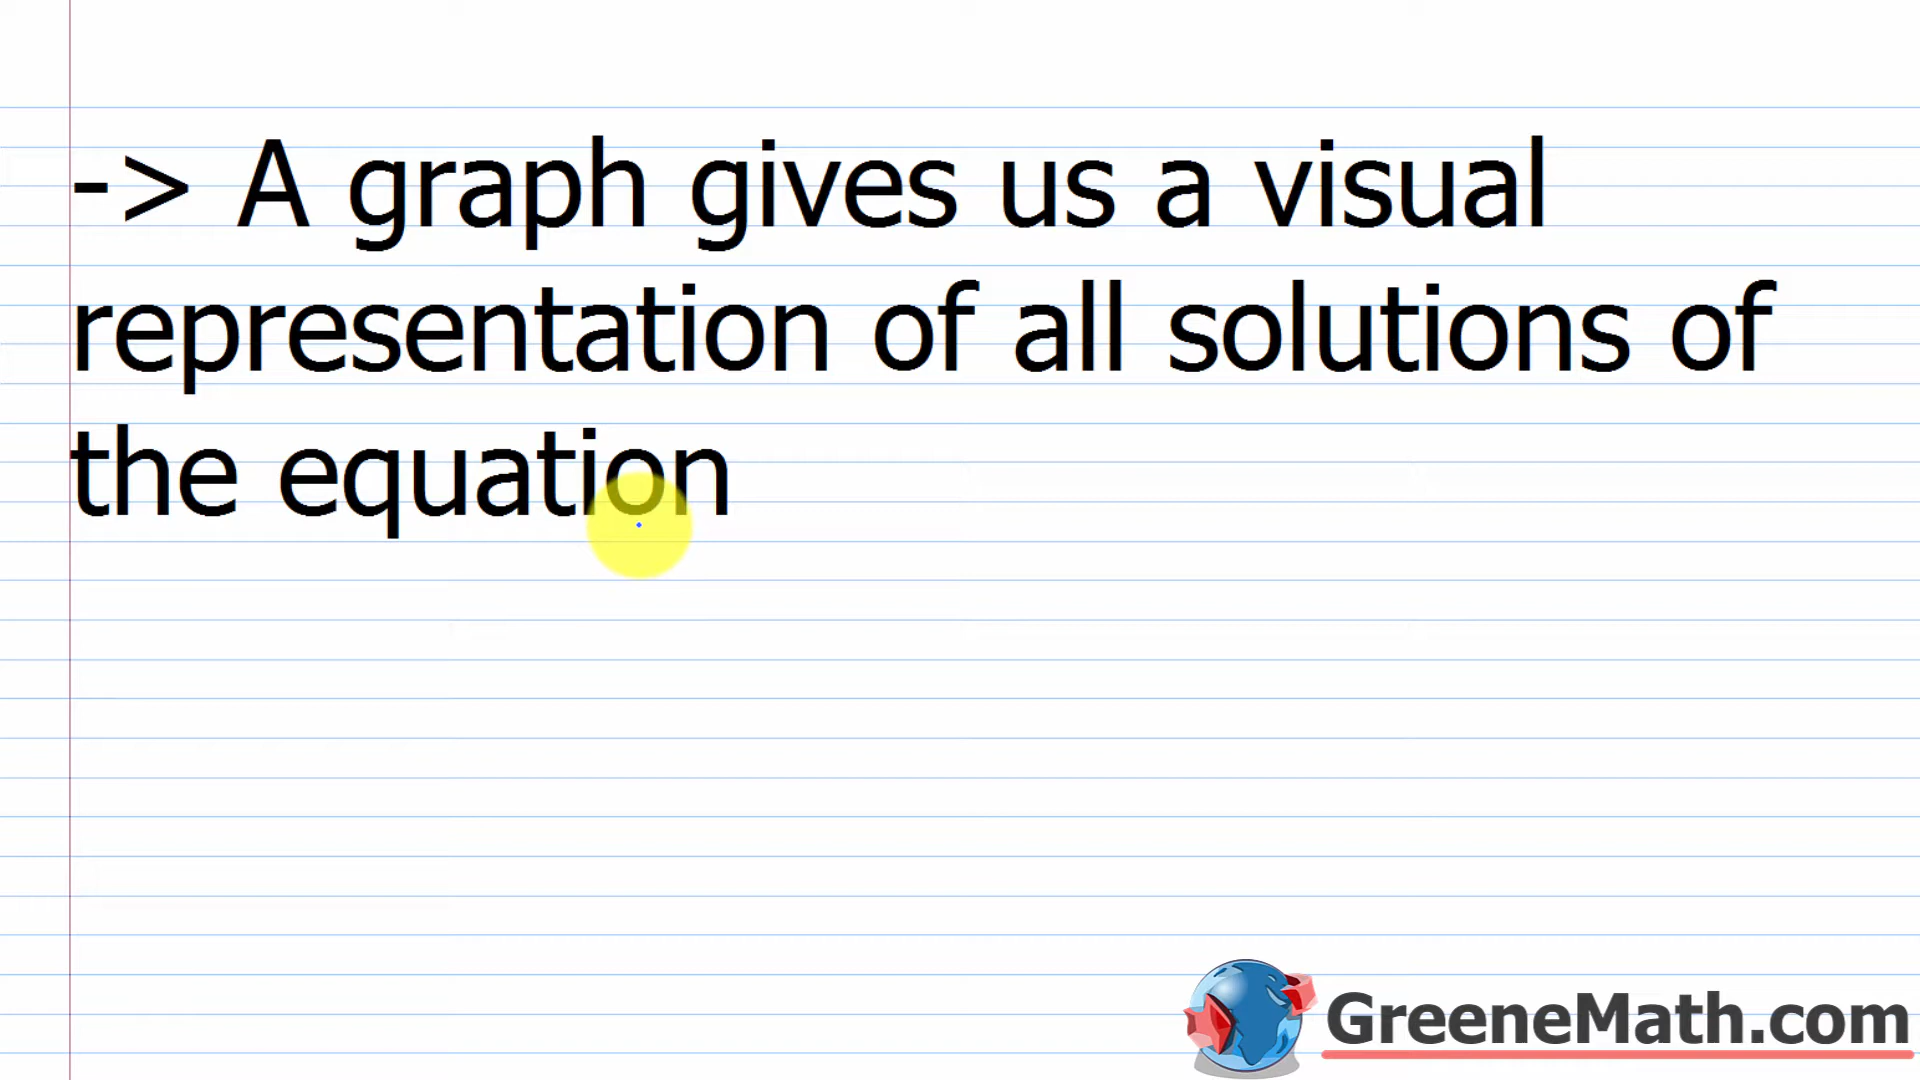 -> A graph gives us a visual
representation of all solutions of
the equation
GreeneMath.com